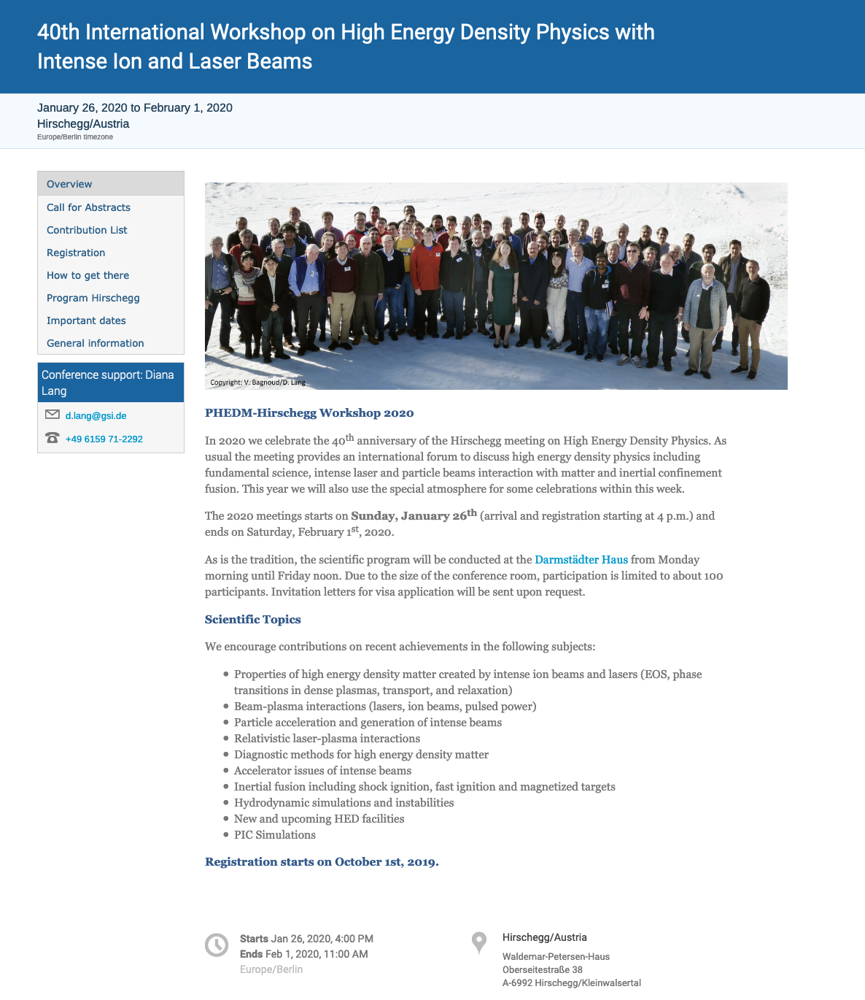 40th International Workshop on High Energy Density Physics with
Intense Ion and Laser Beams
January 26, 2020 to February 1, 2020
Hirschegg/Austria
Europe/Berlin timezone
Overview
Call for Abstracts
Contribution List
Registration
How to get there
Program Hirschegg
Important dates
General information
Conference support: Diana
Lang
d.lang@gsi.de
+49 6159 71-2292
Copyright: V. Bagnoud/D. Lang
PHEDM-Hirschegg Workshop 2020
In 2020 we celebrate the 40th anniversary of the Hirschegg meeting on High Energy Density Physics. As
usual the meeting provides an international forum to discuss high energy density physics including
fundamental science, intense laser and particle beams interaction with matter and inertial confinement
fusion. This year we will also use the special atmosphere for some celebrations within this week.
The 2020 meetings starts on Sunday, January 26th (arrival and registration starting at 4 p.m.) and
ends on Saturday, February 1st, 2020.
As is the tradition, the scientific program will be conducted at the Darmstädter Haus from Monday
morning until Friday noon. Due to the size of the conference room, participation is limited to about 100
participants. Invitation letters for visa application will be sent upon request.
Scientific Topics
We encourage contributions on recent achievements in the following subjects:
• Properties of high energy density matter created by intense ion beams and lasers (EOS, phase
transitions in dense plasmas, transport, and relaxation)
• Beam-plasma interactions (lasers, ion beams, pulsed power)
• Particle acceleration and generation of intense beams
• Relativistic laser-plasma interactions
• Diagnostic methods for high energy density matter
• Accelerator issues of intense beams
• Inertial fusion including shock ignition, fast ignition and magnetized targets
• Hydrodynamic simulations and instabilities
• New and upcoming HED facilities
• PIC Simulations
Registration starts on October 1st, 2019.
Starts Jan 26, 2020, 4:00 PM
Ends Feb 1, 2020, 11:00 AM
Europe/Berlin
Hirschegg/Austria
Waldemar-Petersen-Haus
Oberseitestraße 38
A-6992 Hirschegg/Kleinwalsertal